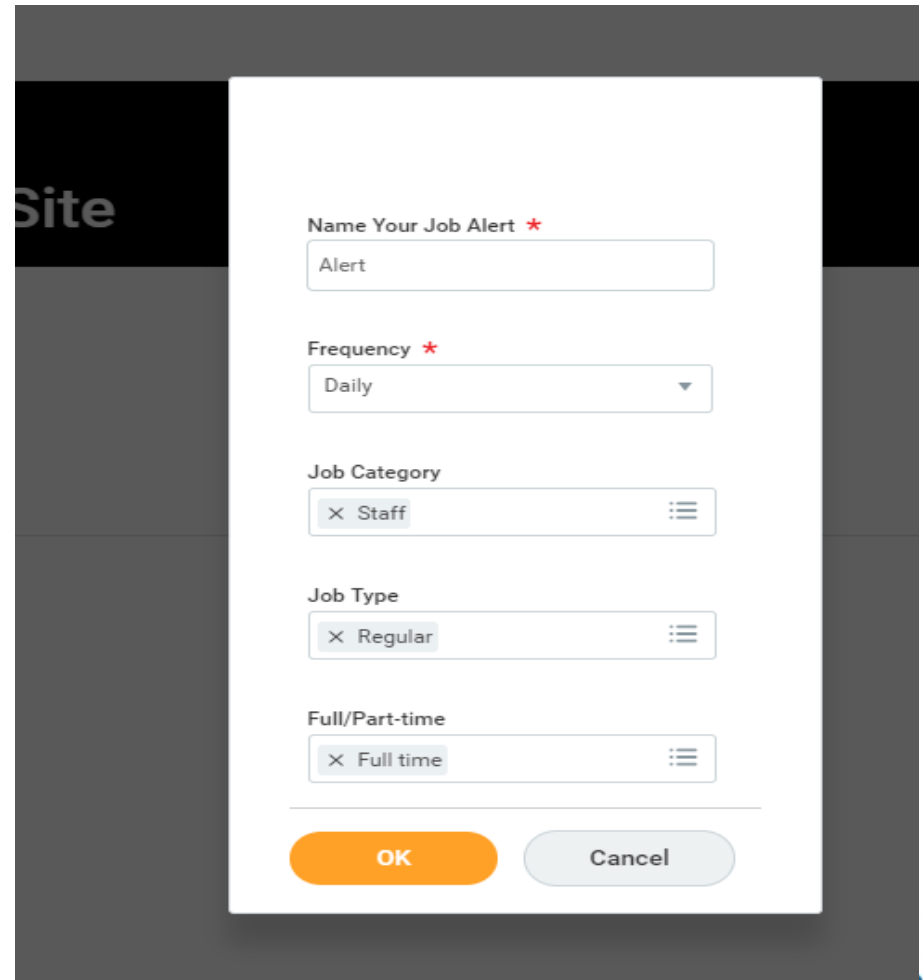 Site
Name Your Job Alert *
Alert
Frequency *
Daily
Job Category
× Staff
Job Type
× Regular
Full/Part-time
× Full time
OK Cancel